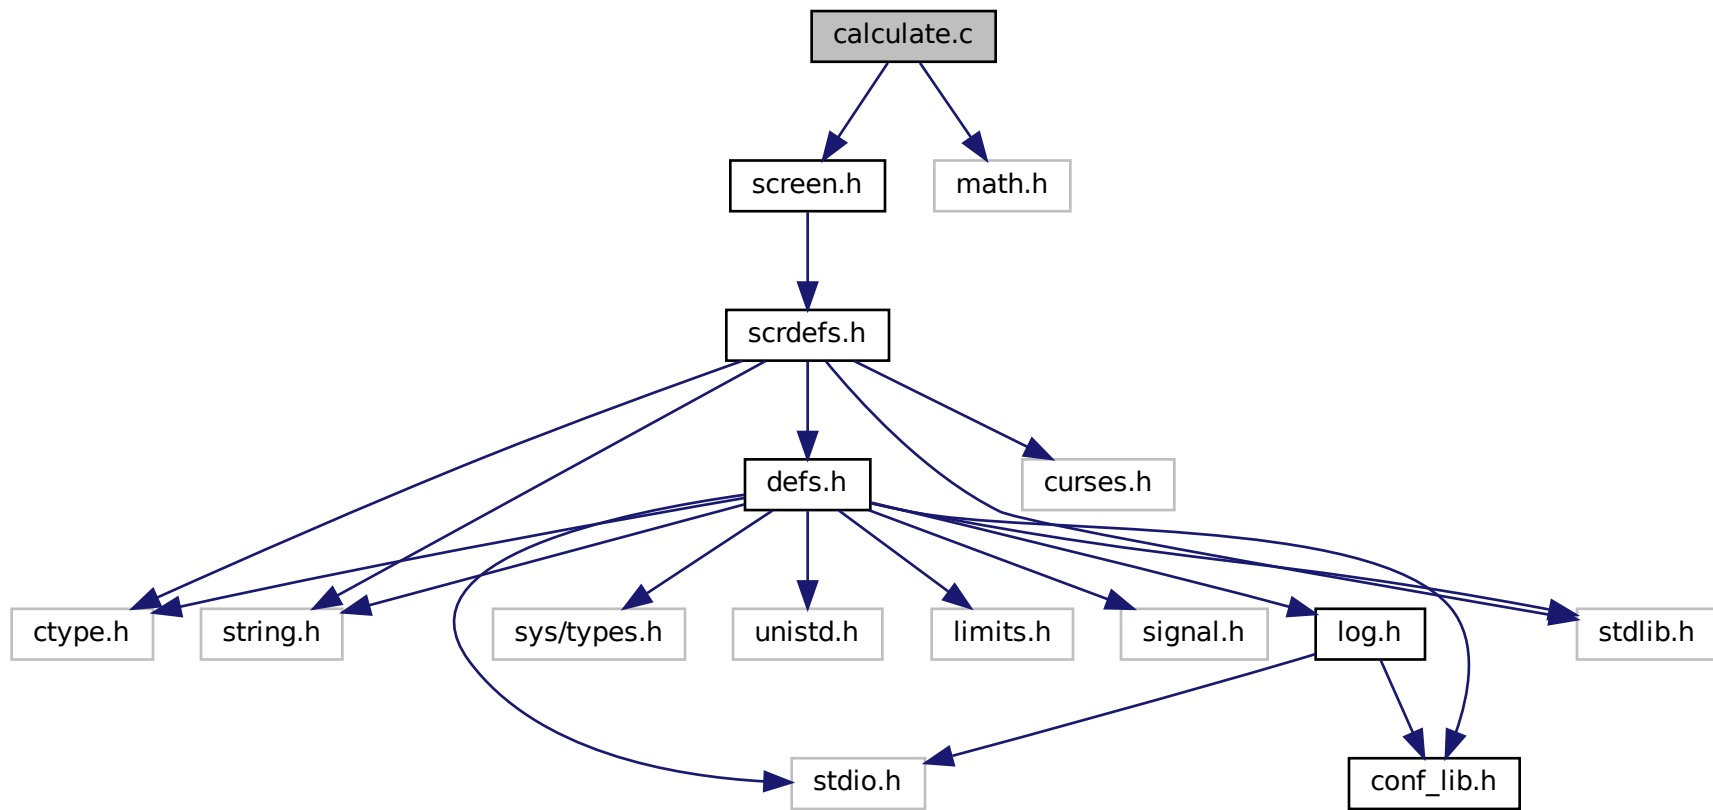 calculate.c
screen.h
math.h
scrdefs.h
defs.h
curses.h
ctype.h
string.h
sys/types.h
unistd.h
limits.h
signal.h
log.h
stdlib.h
stdio.h
conf_lib.h